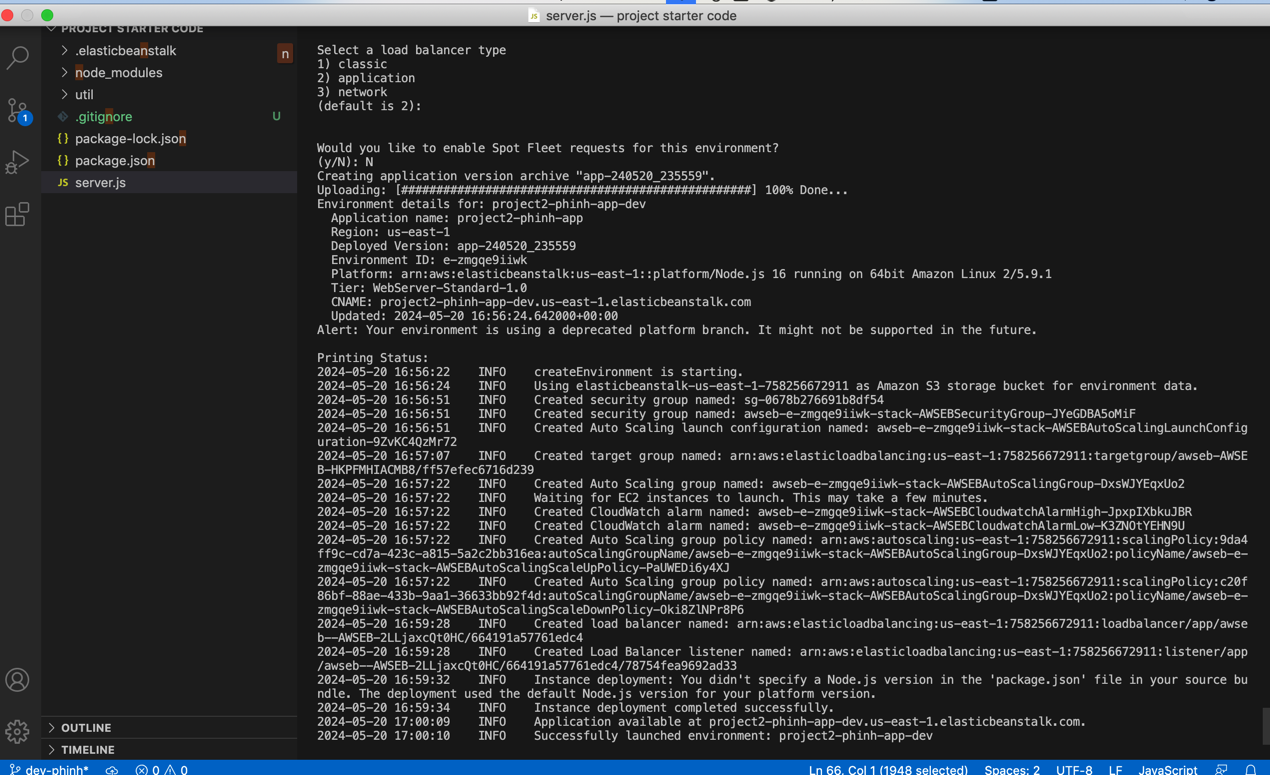 server.js — project starter code
PROJECT STARTER CODE
.elasticbeanstalk
n
node_modules
util
.gitignore
U
package-lock.json
package.json
JS server.js
OUTLINE
TIMELINE
1
Select a load balancer type
1) classic
2) application
3) network
(default is 2):
Would you like to enable Spot Fleet requests for this environment?
(y/N): N
Creating application version archive "app-240520_235559".
Uploading: [##################################################] 100% Done...
Environment details for: project2-phinh-app-dev
Application name: project2-phinh-app
Region: us-east-1
Deployed Version: app-240520_235559
Environment ID: e-zmgqe9iiwk
Platform: arn:aws:elasticbeanstalk:us-east-1::platform/Node.js 16 running on 64bit Amazon Linux 2/5.9.1
Tier: WebServer-Standard-1.0
CNAME: project2-phinh-app-dev.us-east-1.elasticbeanstalk.com
Updated: 2024-05-20 16:56:24.642000+00:00
Alert: Your environment is using a deprecated platform branch. It might not be supported in the future.
Printing Status:
2024-05-20 16:56:22 INFO createEnvironment is starting.
2024-05-20 16:56:24 INFO Using elasticbeanstalk-us-east-1-758256672911 as Amazon S3 storage bucket for environment data.
2024-05-20 16:56:51 INFO Created security group named: sg-0678b276691b8df54
2024-05-20 16:56:51 INFO Created security group named: awseb-e-zmgqe9iiwk-stack-AWSEBSecurityGroup-JYeGDBA5oMiF
2024-05-20 16:56:51 INFO Created Auto Scaling launch configuration named: awseb-e-zmgqe9iiwk-stack-AWSEBAutoScalingLaunchConfig
uration-9ZvKC4QzMr72
2024-05-20 16:57:07 INFO Created target group named: arn:aws:elasticloadbalancing:us-east-1:758256672911:targetgroup/awseb-AWSE
B-HKPFMHIACMB8/ff57efec6716d239
2024-05-20 16:57:22 INFO Created Auto Scaling group named: awseb-e-zmgqe9iiwk-stack-AWSEBAutoScalingGroup-DxsWJYEqxUo2
2024-05-20 16:57:22 INFO Waiting for EC2 instances to launch. This may take a few minutes.
2024-05-20 16:57:22 INFO Created CloudWatch alarm named: awseb-e-zmgqe9iiwk-stack-AWSEBCloudwatchAlarmHigh-JpxpIXbkuJBR
2024-05-20 16:57:22 INFO Created CloudWatch alarm named: awseb-e-zmgqe9iiwk-stack-AWSEBCloudwatchAlarmLow-K3ZNOtYEHN9U
2024-05-20 16:57:22 INFO Created Auto Scaling group policy named: arn:aws:autoscaling:us-east-1:758256672911:scalingPolicy:9da4
ff9c-cd7a-423c-a815-5a2c2bb316ea:autoScalingGroupName/awseb-e-zmgqe9iiwk-stack-AWSEBAutoScalingGroup-DxsWJYEqxUo2:policyName/awseb-e-
zmgqe9iiwk-stack-AWSEBAutoScalingScaleUpPolicy-PaUWEDi6y4XJ
2024-05-20 16:57:22 INFO Created Auto Scaling group policy named: arn:aws:autoscaling:us-east-1:758256672911:scalingPolicy:c20f
86bf-88ae-433b-9aa1-36633bb92f4d:autoScalingGroupName/awseb-e-zmgqe9iiwk-stack-AWSEBAutoScalingGroup-DxsWJYEqxUo2:policyName/awseb-e-
zmgqe9iiwk-stack-AWSEBAutoScalingScaleDownPolicy-Oki8ZlNPr8P6
2024-05-20 16:59:28 INFO Created load balancer named: arn:aws:elasticloadbalancing:us-east-1:758256672911:loadbalancer/app/awse
b--AWSEB-2LLjaxcQt0HC/664191a57761edc4
2024-05-20 16:59:28 INFO Created Load Balancer listener named: arn:aws:elasticloadbalancing:us-east-1:758256672911:listener/app
/awseb--AWSEB-2LLjaxcQt0HC/664191a57761edc4/78754fea9692ad33
2024-05-20 16:59:32 INFO Instance deployment: You didn't specify a Node.js version in the 'package.json' file in your source bu
ndle. The deployment used the default Node.js version for your platform version.
2024-05-20 16:59:34 INFO Instance deployment completed successfully.
2024-05-20 17:00:09 INFO Application available at project2-phinh-app-dev.us-east-1.elasticbeanstalk.com.
2024-05-20 17:00:10 INFO Successfully launched environment: project2-phinh-app-dev
dev-phinh* 0 0 Ln 66, Col 1 (1948 selected) Spaces: 2 UTF-8 LF JavaScript